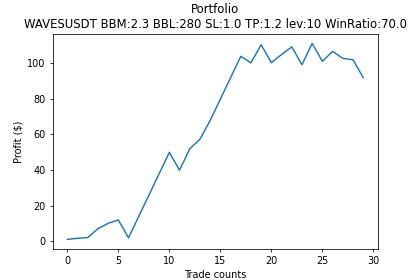 Portfolio
WAVESUSDT BBM:2.3 BBL:280 SL:1.0 TP:1.2 lev:10 WinRatio:70.0
Profit ($)
100
80
60
40
20
0
0 5 10 15 20 25 30
Trade counts